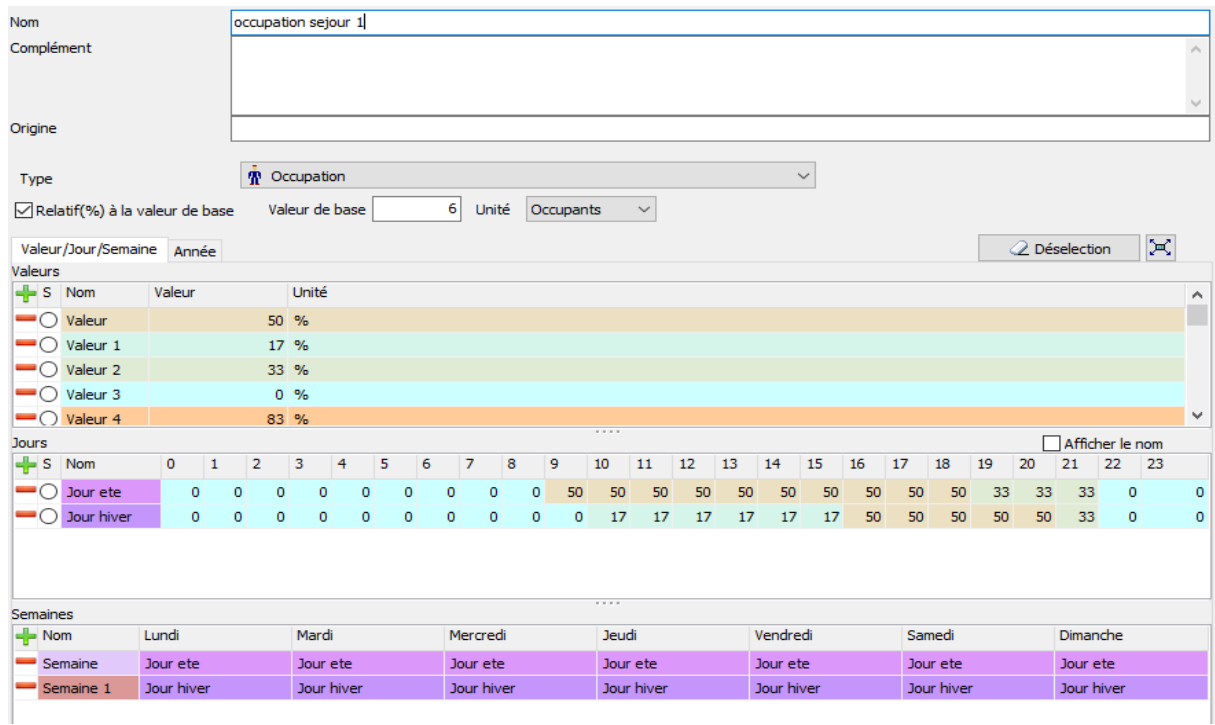 Nom occupation sejour 1
Complément
Origine
Type Occupation
Relatif(%) à la valeur de base Valeur de base 6 Unité Occupants
Valeur/Jour/Semaine Année Déselection
Valeurs
S Nom Valeur Unité
Valeur 50 %
Valeur 1 17 %
Valeur 2 33 %
Valeur 3 0 %
Valeur 4 83 %
Jours Afficher le nom
S Nom 0 1 2 3 4 5 6 7 8 9 10 11 12 13 14 15 16 17 18 19 20 21 22 23
Jour ete 0 0 0 0 0 0 0 0 0 50 50 50 50 50 50 50 50 50 50 33 33 33 0 0
Jour hiver 0 0 0 0 0 0 0 0 0 0 17 17 17 17 17 17 50 50 50 50 50 33 0 0
Semaines
Nom Lundi Mardi Mercredi Jeudi Vendredi Samedi Dimanche
Semaine Jour ete Jour ete Jour ete Jour ete Jour ete Jour ete Jour ete
Semaine 1 Jour hiver Jour hiver Jour hiver Jour hiver Jour hiver Jour hiver Jour hiver